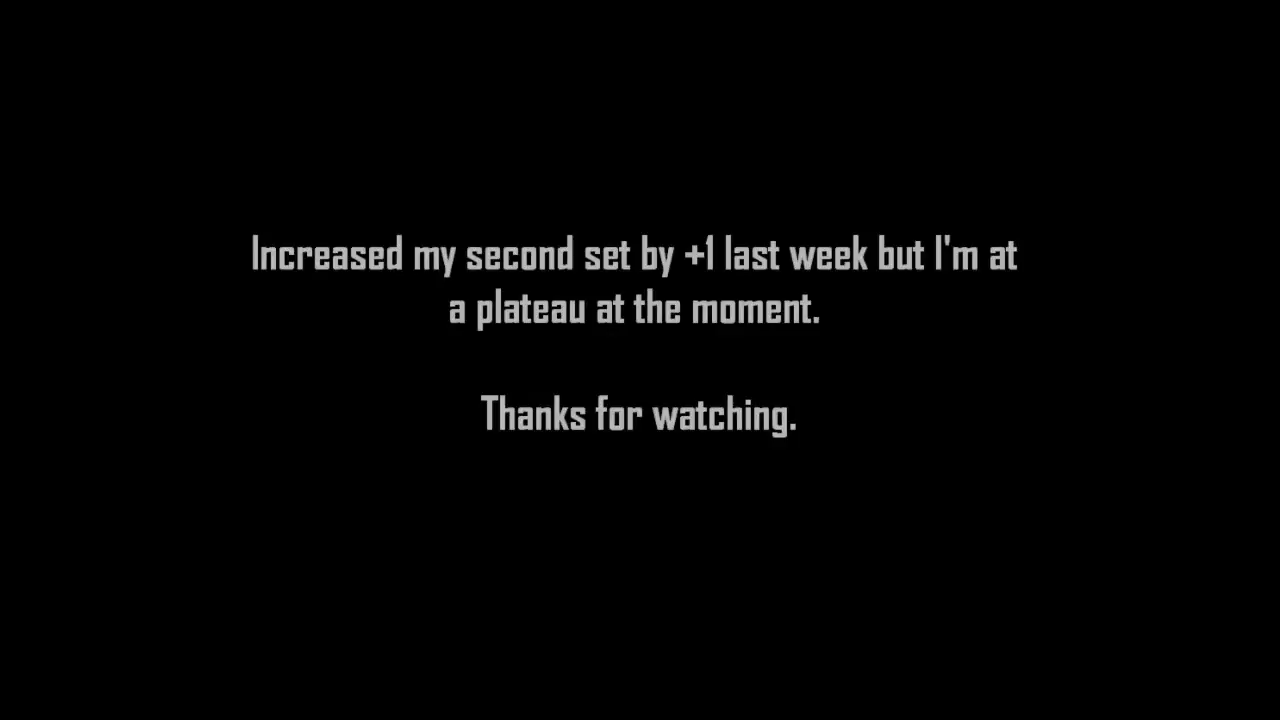 Increased my second set by +1 last week but I'm at
a plateau at the moment.
Thanks for watching.